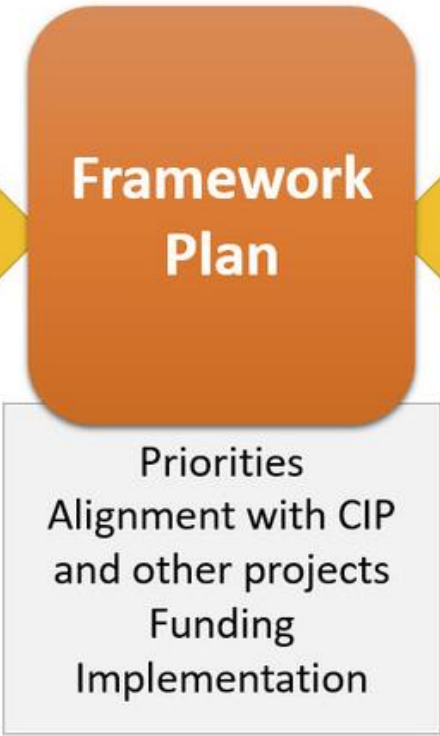 Framework
Plan
Priorities
Alignment with CIP
and other projects
Funding
Implementation